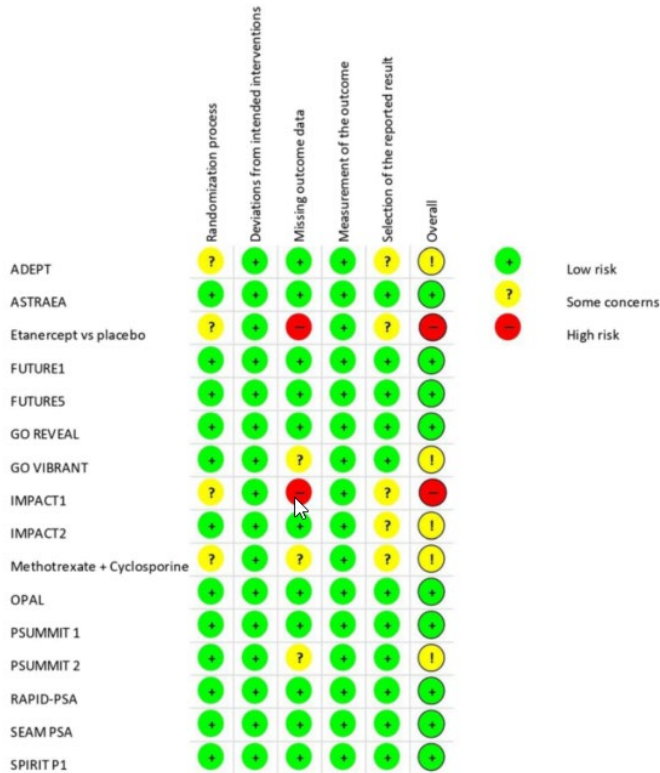 Randomization process
Deviations from intended interventions
Missing outcome data
Measurement of the outcome
Selection of the reported result
Overall
ADEPT ? + + + ? !
ASTRAEA + + + + + +
Etanercept vs placebo ? + − + ? −
FUTURE1 + + + + + +
FUTURE5 + + + + + +
GO REVEAL + + + + + +
GO VIBRANT + + ? + + !
IMPACT1 ? + − + ? −
IMPACT2 + + + + ? !
Methotrexate + Cyclosporine ? + ? + ? !
OPAL + + + + + +
PSUMMIT 1 + + + + + +
PSUMMIT 2 + + ? + + !
RAPID-PSA + + + + + +
SEAM PSA + + + + + +
SPIRIT P1 + + + + + +
+ Low risk
? Some concerns
− High risk